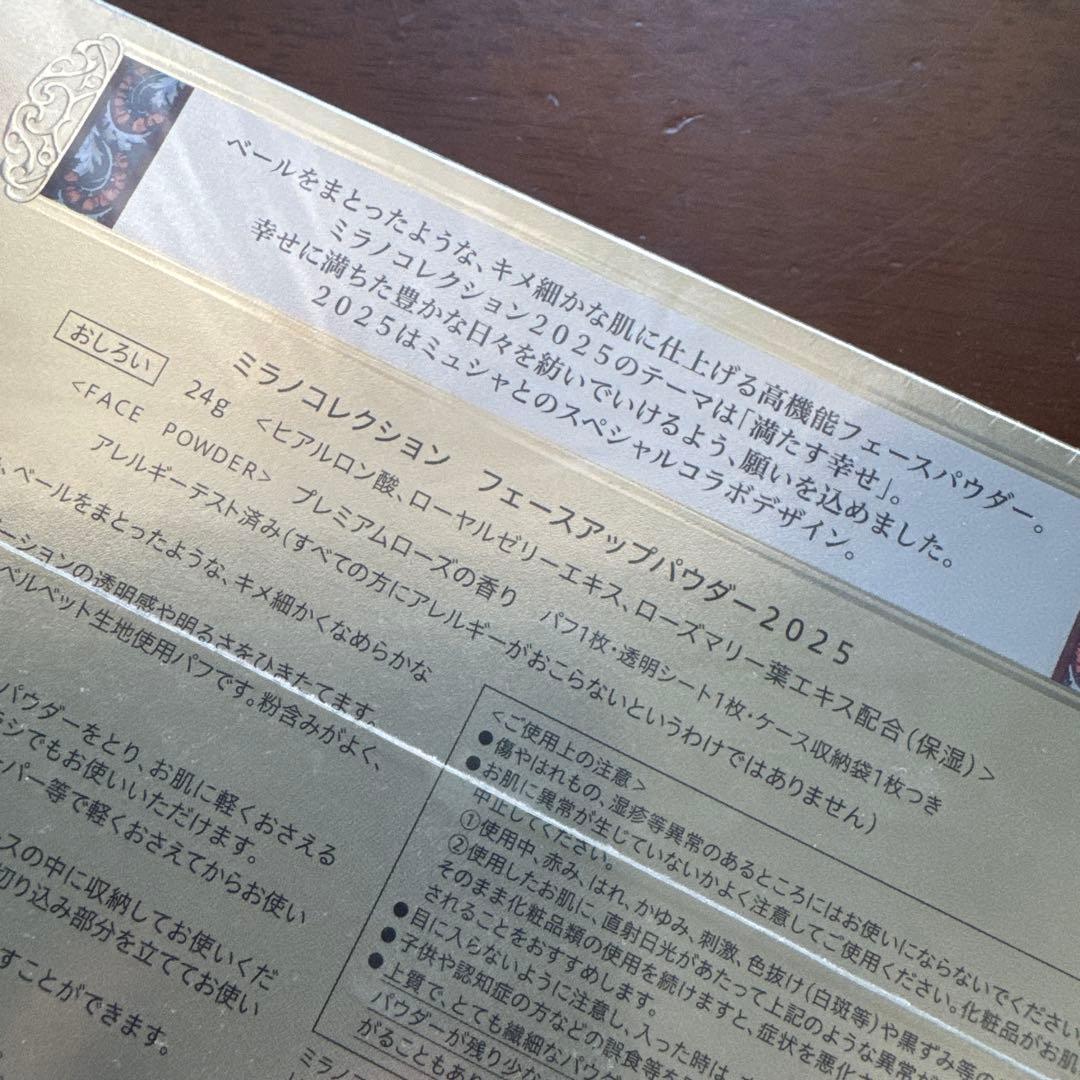 ベールをまとったような、キメ細かな肌に仕上げる高機能フェースパウダー。
ミラノコレクション2025のテーマは「満たす幸せ」。
幸せに満ちた豊かな日々を紡いでいけるよう、願いを込めました。
2025はミュシャとのスペシャルコラボデザイン。
ミラノコレクション フェースアップパウダー2025
おしろい 24g <ヒアルロン酸、ローヤルゼリーエキス、ローズマリー葉エキス配合(保湿)>
<FACE POWDER> プレミアムローズの香り パフ1枚・透明シート1枚・ケース収納袋1枚つき
アレルギーテスト済み(すべての方にアレルギーがおこらないというわけではありません)
ベールをまとったような、キメ細かくなめらかな
ーションの透明感や明るさをひきたてます。
ベルベット生地使用パフです。粉含みがよく、
パウダーをとり、お肌に軽くおさえる
シでもお使いいただけます。
ーパー等で軽くおさえてからお使い
スの中に収納してお使いくだ
切り込み部分を立ててお使い
すことができます。
<ご使用上の注意>
●傷やはれもの、湿疹等異常のあるところにはお使いにならないでください
●お肌に異常が生じていないかよく注意してご使用ください。化粧品がお肌
中止してください。
①使用中、赤み、はれ、かゆみ、刺激、色抜け(白斑等)や黒ずみ等の
②使用したお肌に、直射日光があたって上記のような異常が
そのまま化粧品類の使用を続けますと、症状を悪化
されることをおすすめします。
●目に入らないように注意し、入った時は、
●子供や認知症の方などの誤食等を
●上質で、とても繊細なパウダ
パウダーが残り少な
がることもあり
ミラノコ